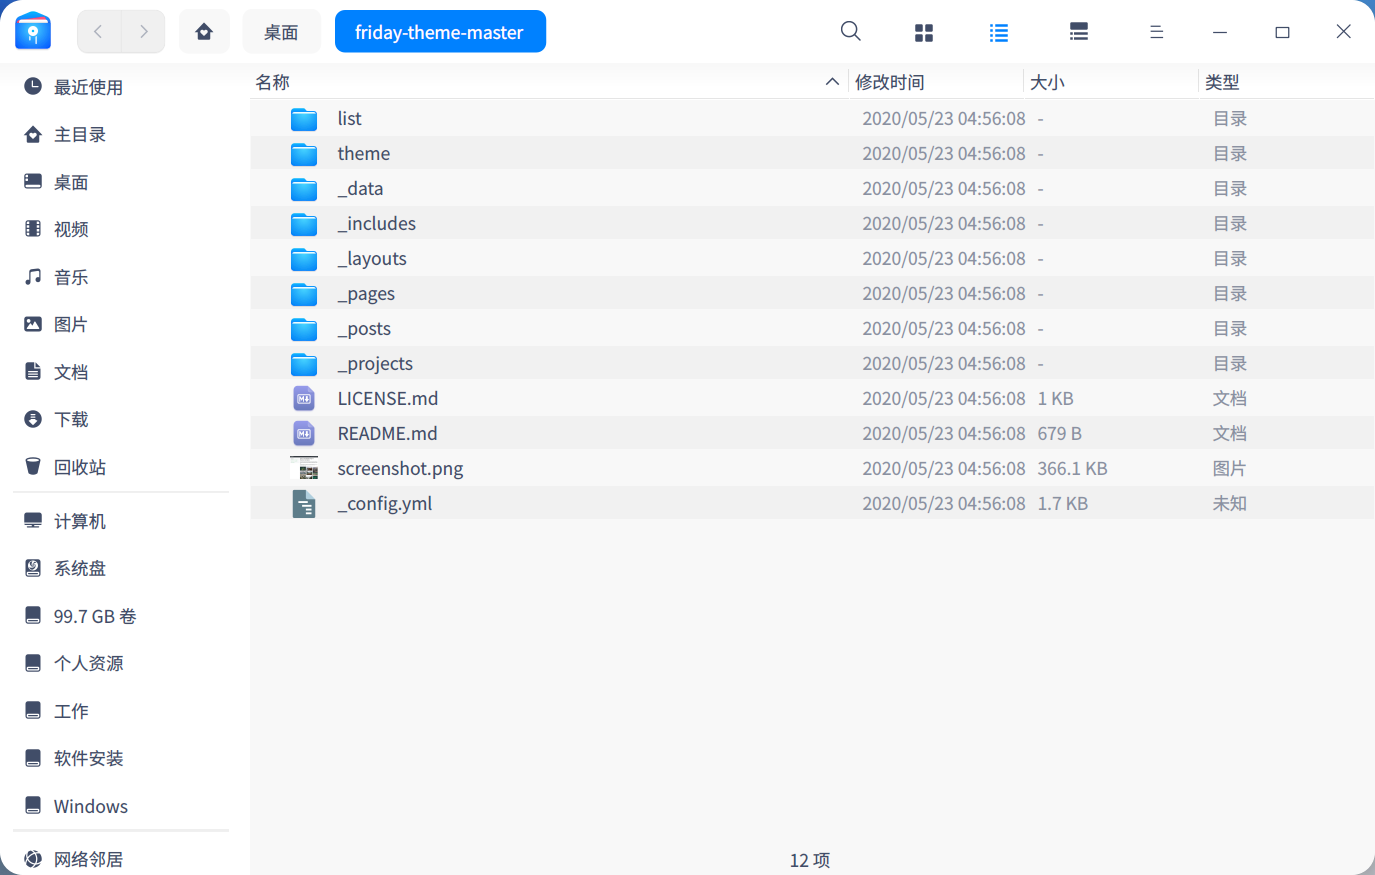 桌面
friday-theme-master
最近使用
主目录
桌面
视频
音乐
图片
文档
下载
回收站
计算机
系统盘
99.7 GB 卷
个人资源
工作
软件安装
Windows
网络邻居
名称 修改时间 大小 类型
list 2020/05/23 04:56:08 - 目录
theme 2020/05/23 04:56:08 - 目录
_data 2020/05/23 04:56:08 - 目录
_includes 2020/05/23 04:56:08 - 目录
_layouts 2020/05/23 04:56:08 - 目录
_pages 2020/05/23 04:56:08 - 目录
_posts 2020/05/23 04:56:08 - 目录
_projects 2020/05/23 04:56:08 - 目录
LICENSE.md 2020/05/23 04:56:08 1 KB 文档
README.md 2020/05/23 04:56:08 679 B 文档
screenshot.png 2020/05/23 04:56:08 366.1 KB 图片
_config.yml 2020/05/23 04:56:08 1.7 KB 未知
12 项